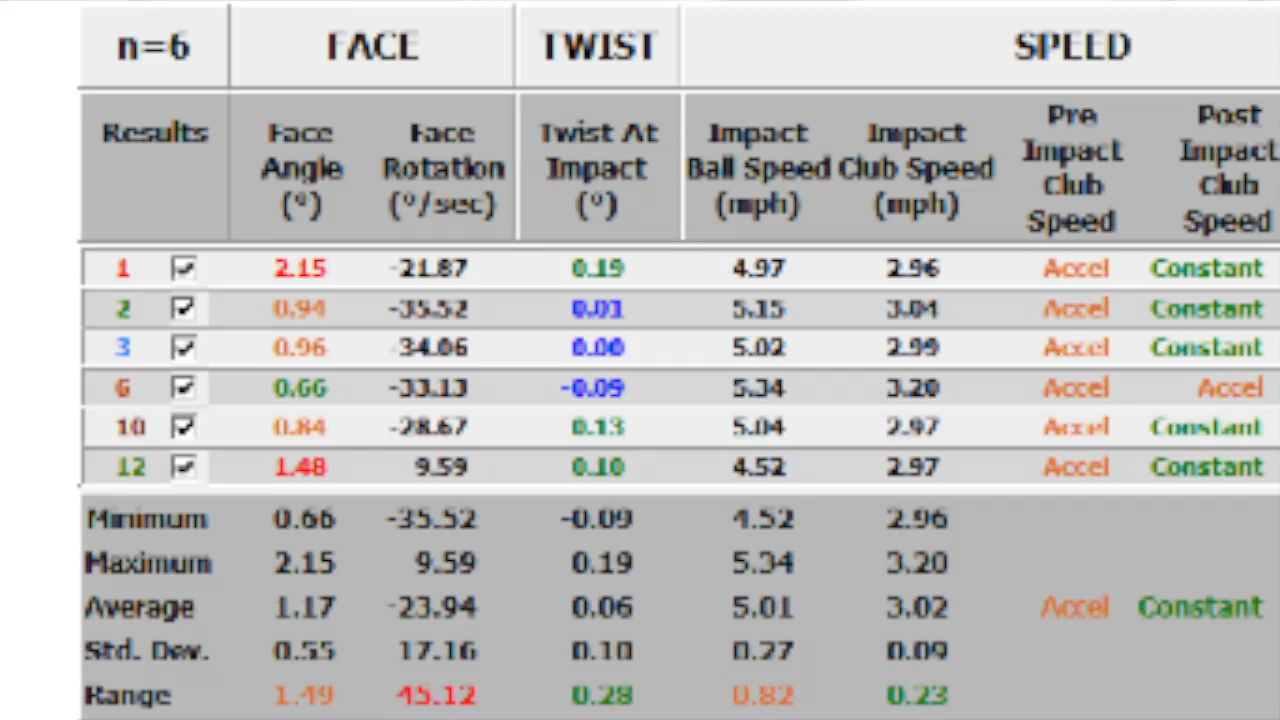 n=6 FACE TWIST SPEED
Results Face Angle (°) Face Rotation (°/sec) Twist At Impact (°) Impact Ball Speed (mph) Impact Club Speed (mph) Pre Impact Club Speed Post Impact Club Speed
1 2.15 -21.87 0.19 4.97 2.96 Accel Constant
2 0.94 -35.52 0.01 5.15 3.04 Accel Constant
3 0.96 -34.06 0.00 5.02 2.99 Accel Constant
6 0.66 -33.13 -0.09 5.34 3.20 Accel Accel
10 0.84 -28.67 0.13 5.04 2.97 Accel Constant
12 1.48 9.59 0.10 4.52 2.97 Accel Constant
Minimum 0.66 -35.52 -0.09 4.52 2.96
Maximum 2.15 9.59 0.19 5.34 3.20
Average 1.17 -23.94 0.06 5.01 3.02 Accel Constant
Std. Dev. 0.55 17.16 0.10 0.27 0.09
Range 1.49 45.12 0.28 0.82 0.23